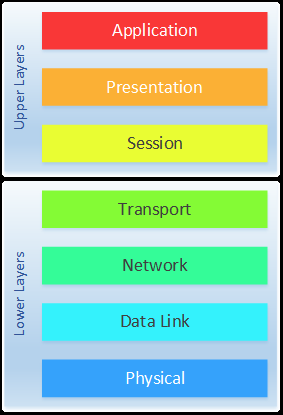 Upper Layers
Application
Presentation
Session
Lower Layers
Transport
Network
Data Link
Physical